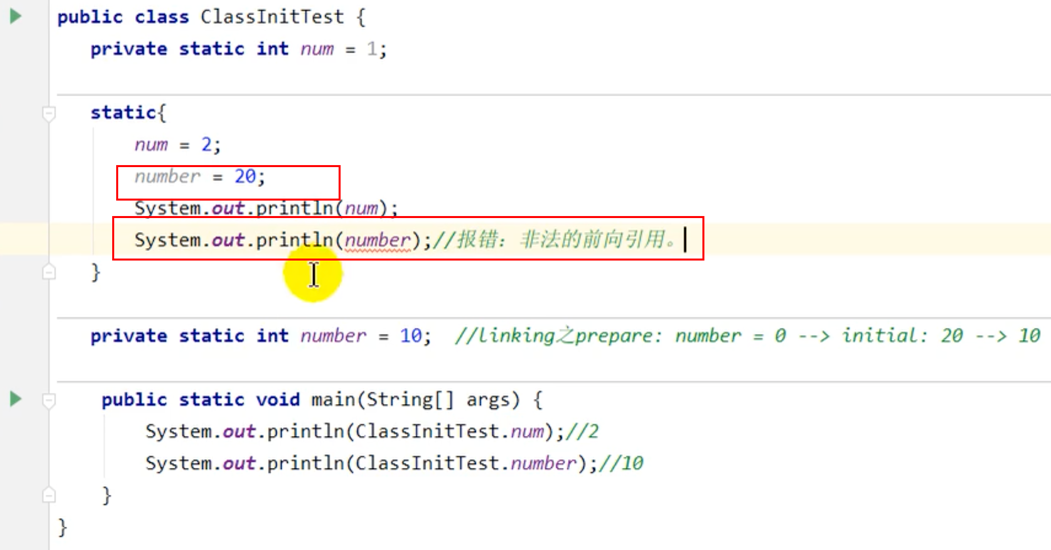 public class ClassInitTest {
private static int num = 1;
static{
num = 2;
number = 20;
System.out.println(num);
System.out.println(number);//报错：非法的前向引用。
}
private static int number = 10;  //linking之prepare: number = 0 --> initial: 20 --> 10
public static void main(String[] args) {
System.out.println(ClassInitTest.num);//2
System.out.println(ClassInitTest.number);//10
}
}